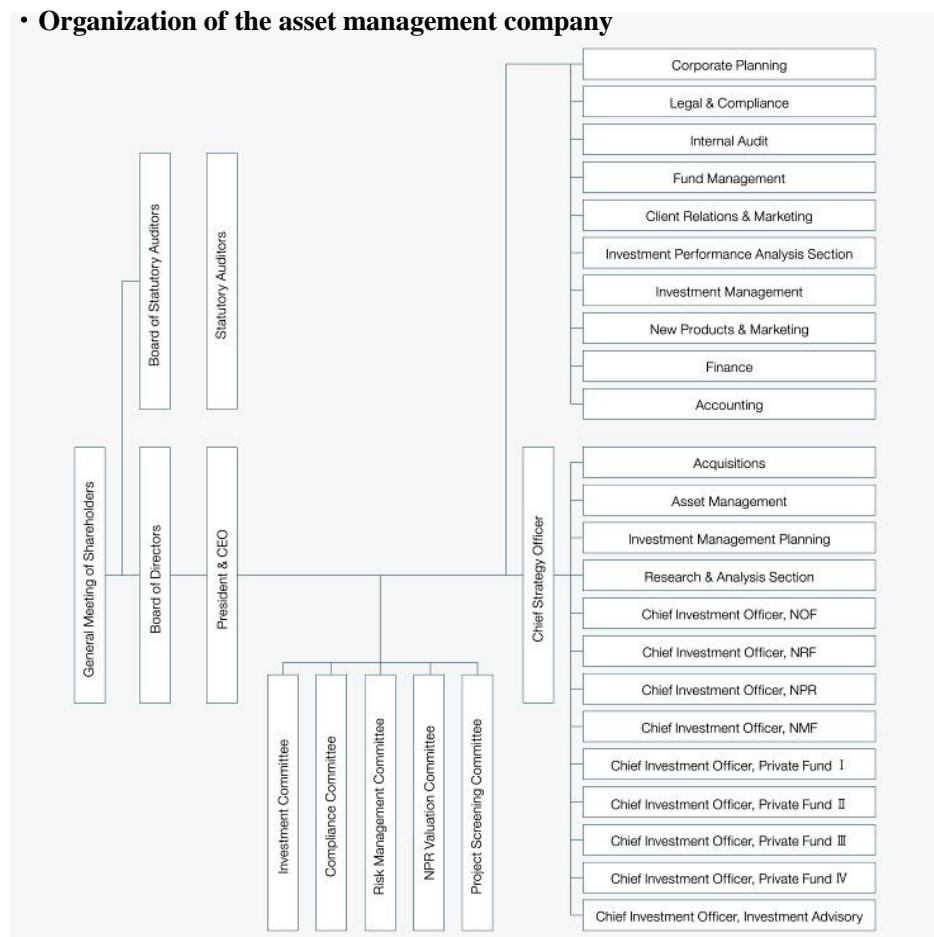 ・Organization of the asset management company
Corporate Planning
Legal & Compliance
Internal Audit
Fund Management
Client Relations & Marketing
Investment Performance Analysis Section
Investment Management
New Products & Marketing
Finance
Accounting
Board of Statutory Auditors
Statutory Auditors
General Meeting of Shareholders
Board of Directors
President & CEO
Chief Strategy Officer
Acquisitions
Asset Management
Investment Management Planning
Research & Analysis Section
Chief Investment Officer, NOF
Chief Investment Officer, NRF
Chief Investment Officer, NPR
Chief Investment Officer, NMF
Chief Investment Officer, Private Fund Ⅰ
Chief Investment Officer, Private Fund Ⅱ
Chief Investment Officer, Private Fund Ⅲ
Chief Investment Officer, Private Fund Ⅳ
Chief Investment Officer, Investment Advisory
Investment Committee
Compliance Committee
Risk Management Committee
NPR Valuation Committee
Project Screening Committee